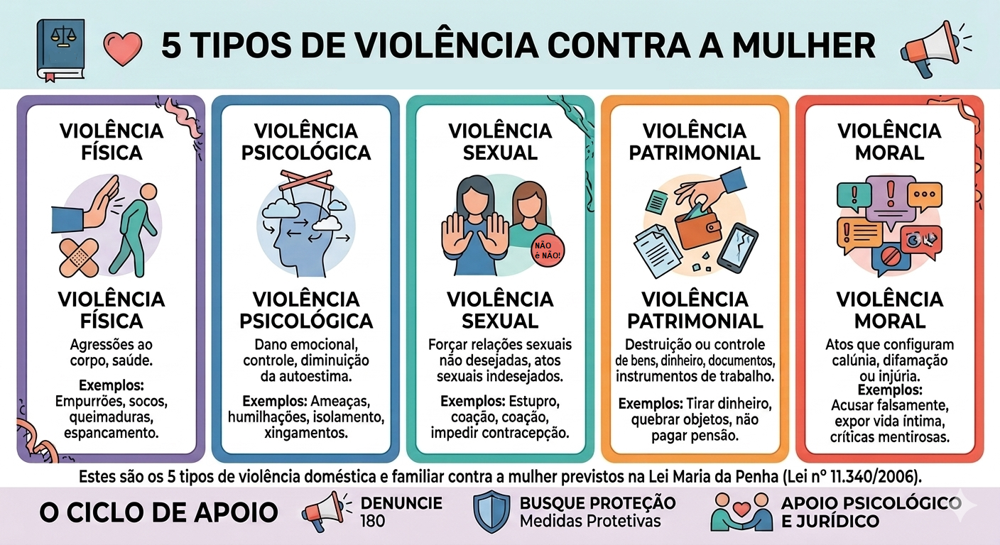 5 TIPOS DE VIOLÊNCIA CONTRA A MULHER
VIOLÊNCIA
FÍSICA
VIOLÊNCIA
FÍSICA
Agressões ao
corpo, saúde.
Exemplos:
Empurrões, socos,
queimaduras,
espancamento.
VIOLÊNCIA
PSICOLÓGICA
VIOLÊNCIA
PSICOLÓGICA
Dano emocional,
controle, diminuição
da autoestima.
Exemplos: Ameaças,
humilhações, isolamento,
xingamentos.
VIOLÊNCIA
SEXUAL
NÃO
é NÃO!
VIOLÊNCIA
SEXUAL
Forçar relações sexuais
não desejadas, atos
sexuais indesejados.
Exemplos: Estupro,
coação, coação,
impedir contracepção.
VIOLÊNCIA
PATRIMONIAL
VIOLÊNCIA
PATRIMONIAL
Destruição ou controle
de bens, dinheiro, documentos,
instrumentos de trabalho.
Exemplos: Tirar dinheiro,
quebrar objetos, não
pagar pensão.
VIOLÊNCIA
MORAL
VIOLÊNCIA
MORAL
Atos que configuram
calúnia, difamação
ou injúria.
Exemplos:
Acusar falsamente,
expor vida íntima,
críticas mentirosas.
Estes são os 5 tipos de violência doméstica e familiar contra a mulher previstos na Lei Maria da Penha (Lei nº 11.340/2006).
O CICLO DE APOIO
DENUNCIE
180
BUSQUE PROTEÇÃO
Medidas Protetivas
APOIO PSICOLÓGICO
E JURÍDICO